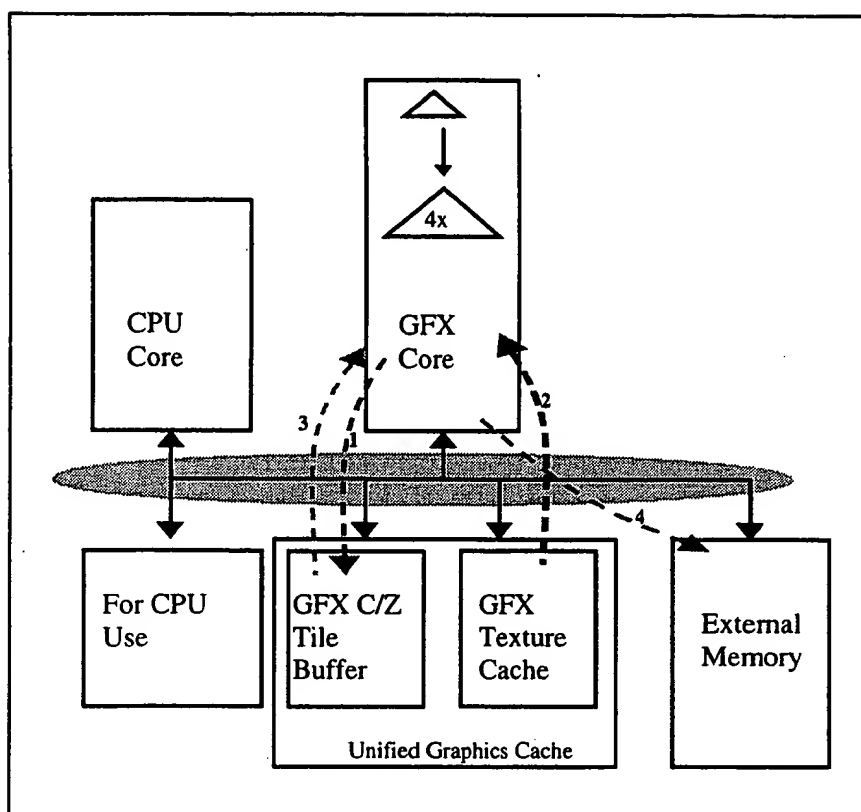 4x
CPU
Core
GFX
Core
3
1
2
4
For CPU
Use
GFX C/Z
Tile
Buffer
GFX
Texture
Cache
External
Memory
Unified Graphics Cache